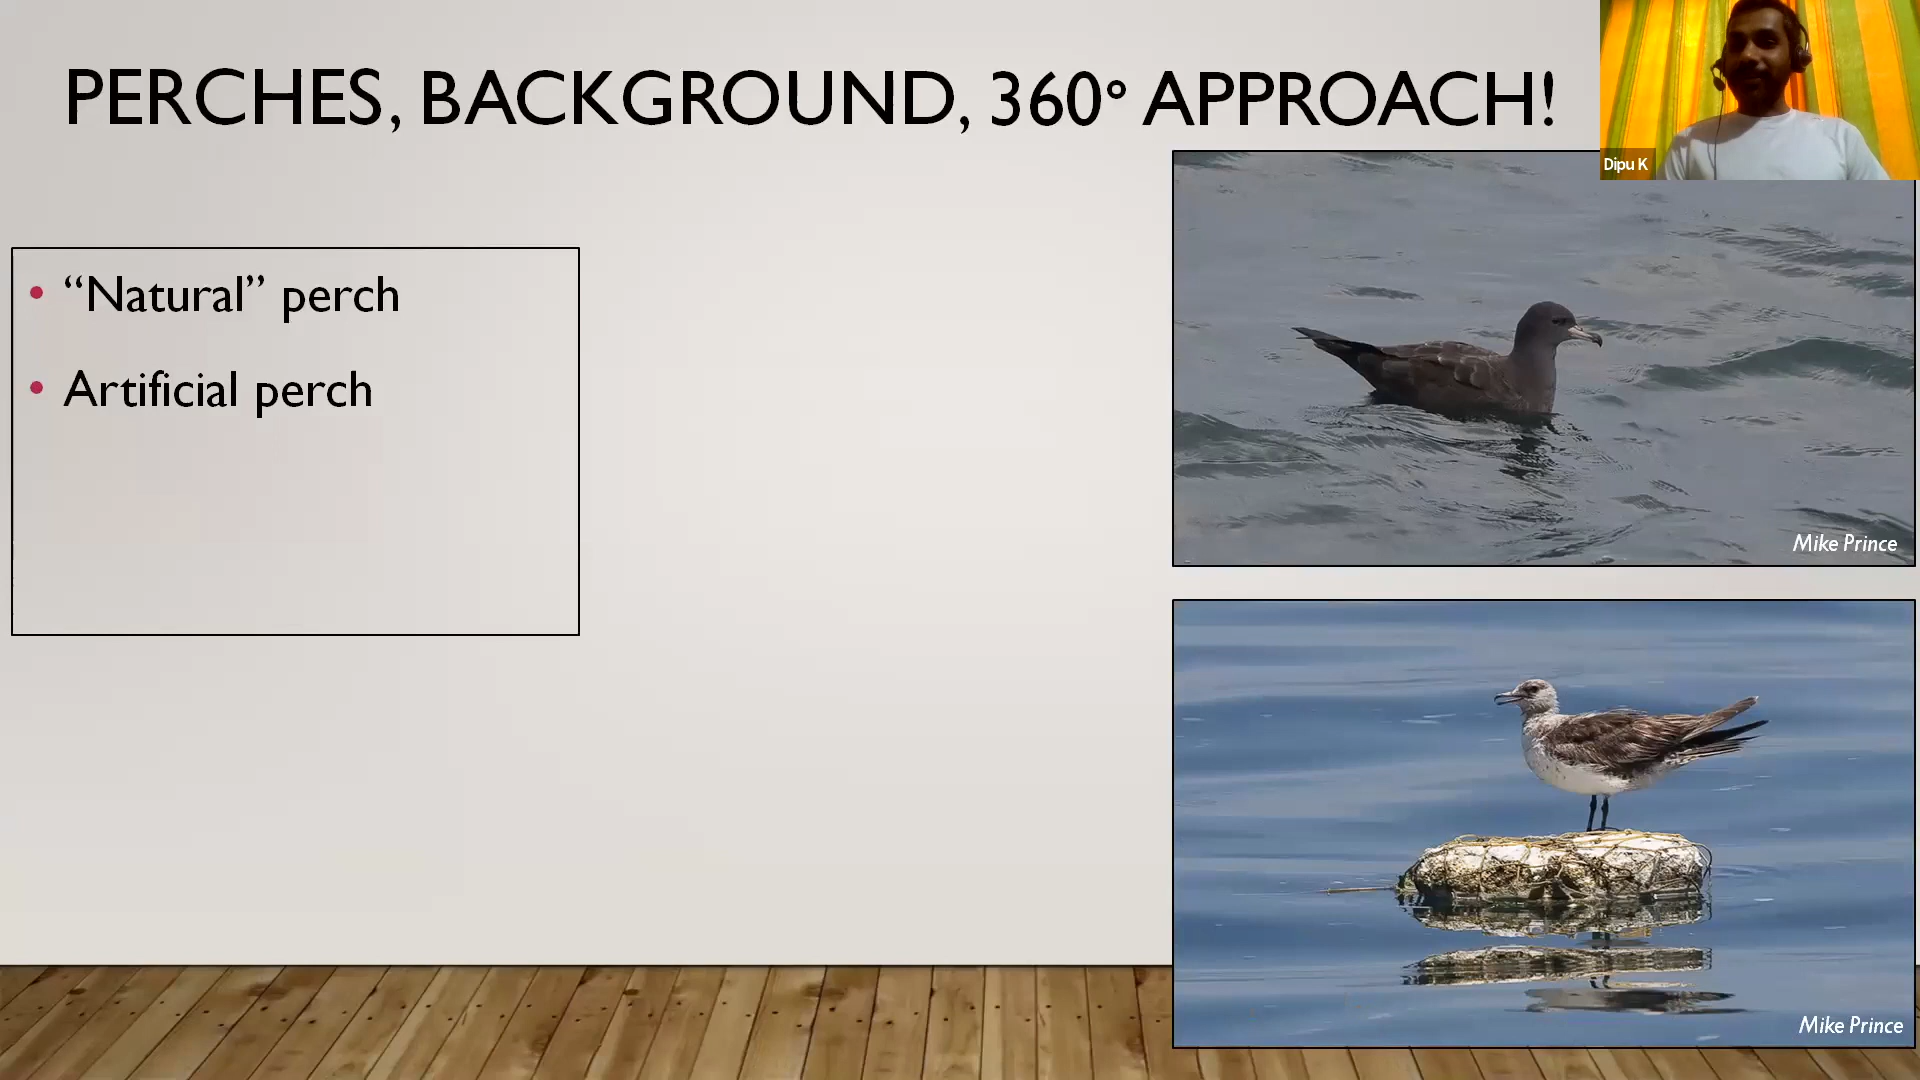 PERCHES, BACKGROUND, 360° APPROACH!
Dipu K
• “Natural” perch
• Artificial perch
Mike Prince
Mike Prince